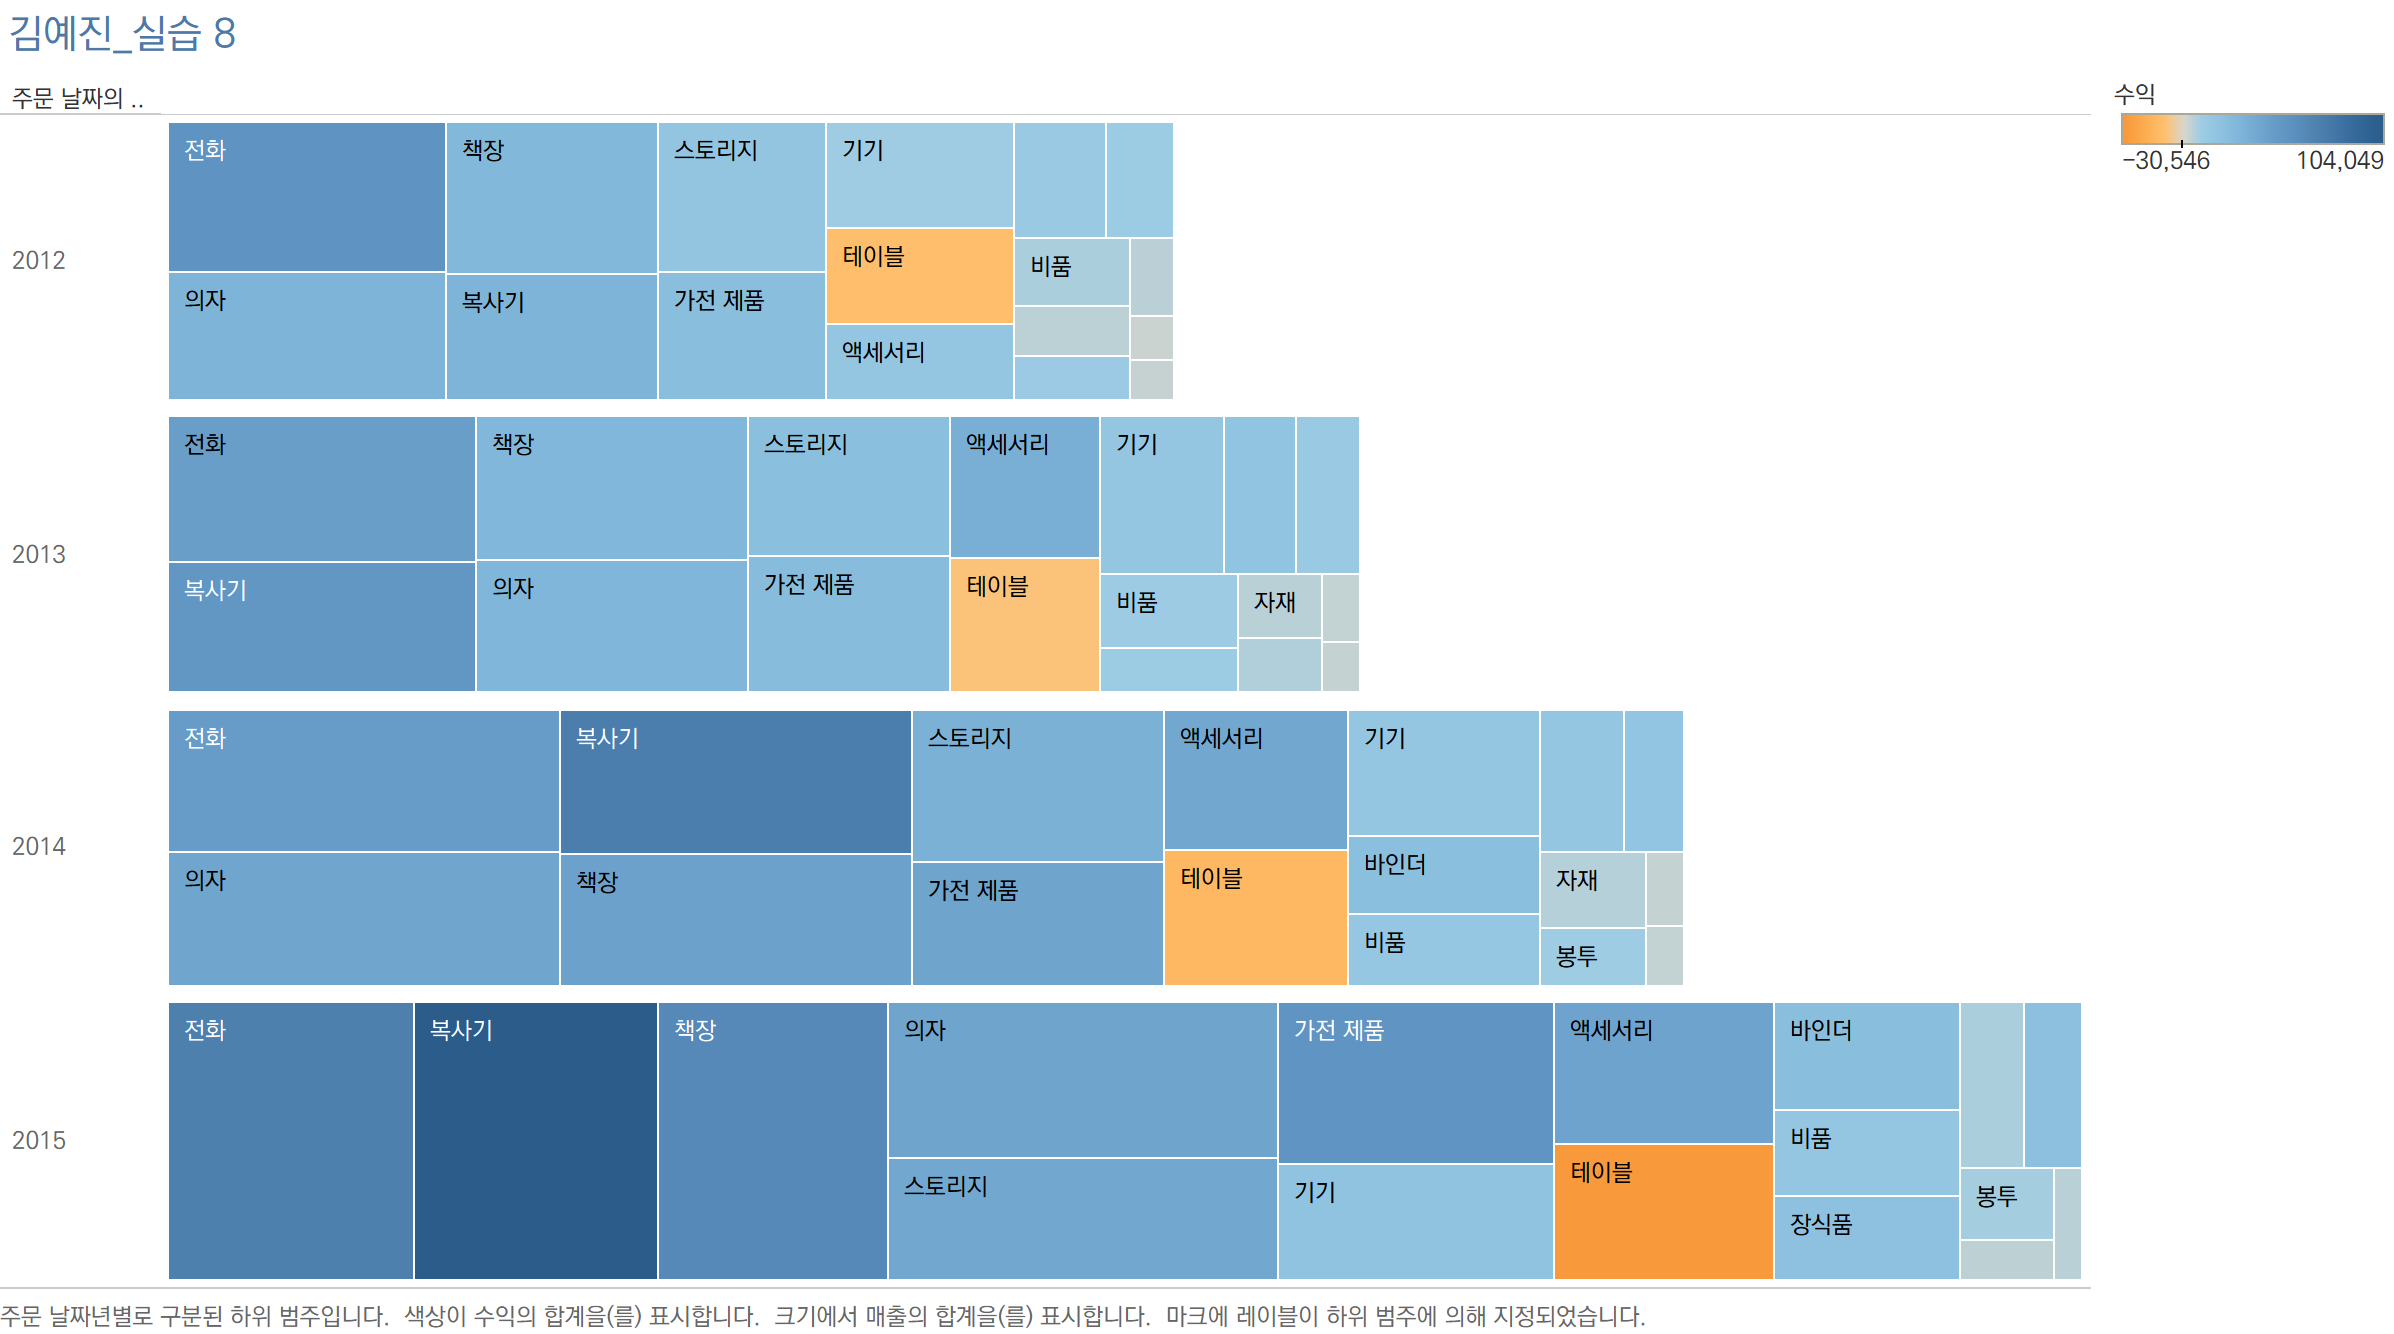 김예진_실습 8
주문 날짜의 ..
수익
-30,546 104,049
2012
전화
책장
스토리지
기기
테이블
비품
의자
복사기
가전 제품
액세서리
2013
전화
책장
스토리지
액세서리
기기
복사기
의자
가전 제품
테이블
비품
자재
2014
전화
복사기
스토리지
액세서리
기기
의자
책장
가전 제품
테이블
바인더
비품
자재
봉투
2015
전화
복사기
책장
의자
가전 제품
액세서리
바인더
스토리지
기기
테이블
비품
장식품
봉투
주문 날짜년별로 구분된 하위 범주입니다. 색상이 수익의 합계을(를) 표시합니다. 크기에서 매출의 합계을(를) 표시합니다. 마크에 레이블이 하위 범주에 의해 지정되었습니다.